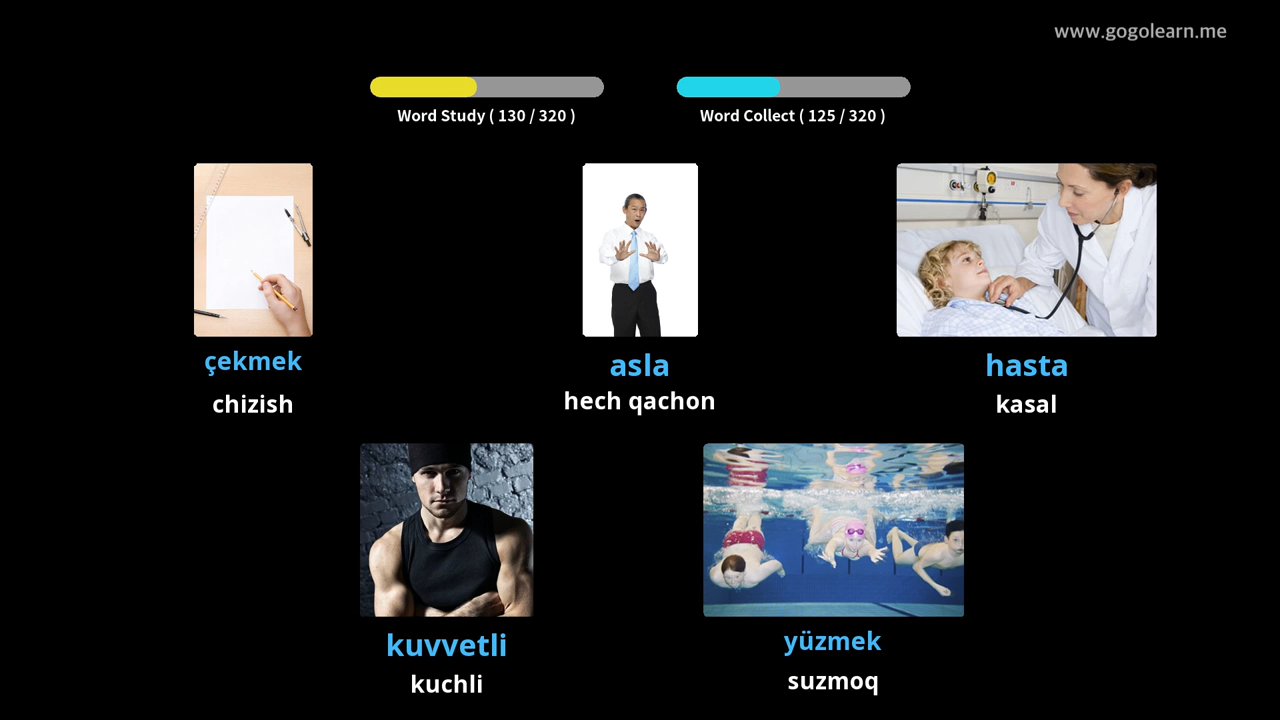 www.gogolearn.me
Word Study ( 130 / 320 )
Word Collect ( 125 / 320 )
çekmek
chizish
asla
hech qachon
hasta
kasal
kuvvetli
kuchli
yüzmek
suzmoq